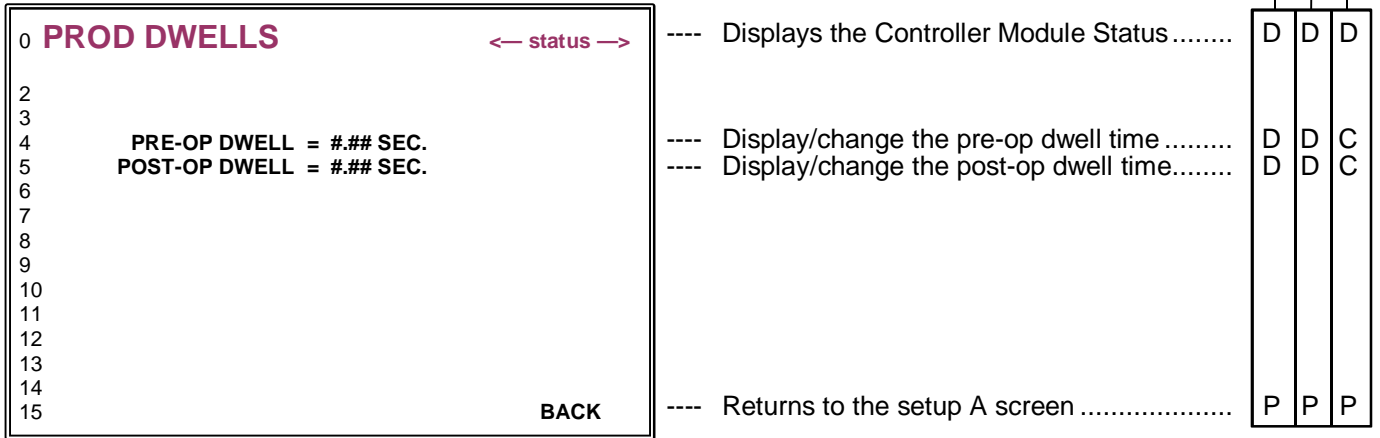 0 PROD DWELLS <— status —> ---- Displays the Controller Module Status........ D D D
2
3
4 PRE-OP DWELL = #.## SEC. ---- Display/change the pre-op dwell time ......... D D C
5 POST-OP DWELL = #.## SEC. ---- Display/change the post-op dwell time........ D D C
6
7
8
9
10
11
12
13
14
15 BACK ---- Returns to the setup A screen .................... P P P